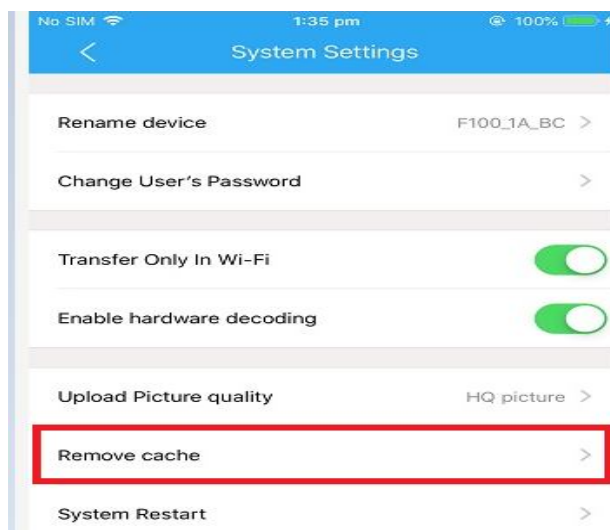 No SIM 1:35 pm 100%
System Settings
Rename device F100_1A_BC >
Change User's Password >
Transfer Only In Wi-Fi
Enable hardware decoding
Upload Picture quality HQ picture >
Remove cache >
System Restart >